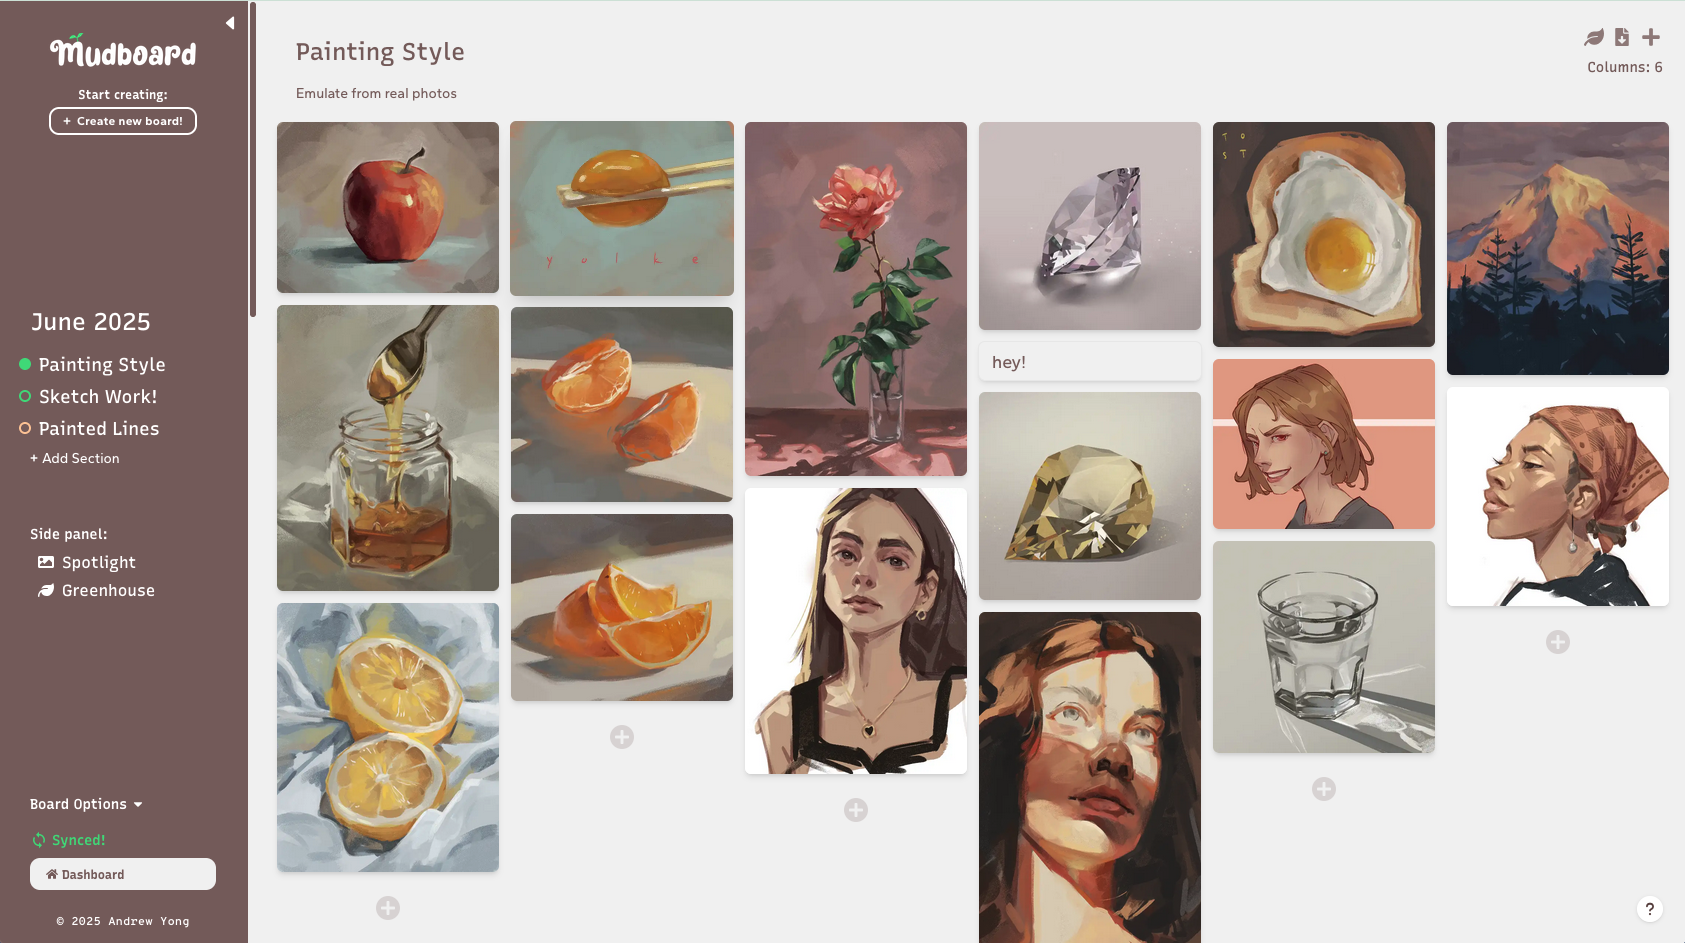 Mudboard
Start creating:
+ Create new board!
June 2025
Painting Style
Sketch Work!
Painted Lines
+ Add Section
Side panel:
Spotlight
Greenhouse
Board Options
Synced!
Dashboard
© 2025 Andrew Yong
Painting Style
Emulate from real photos
Columns: 6
y o l k e
hey!
T O
S T
?